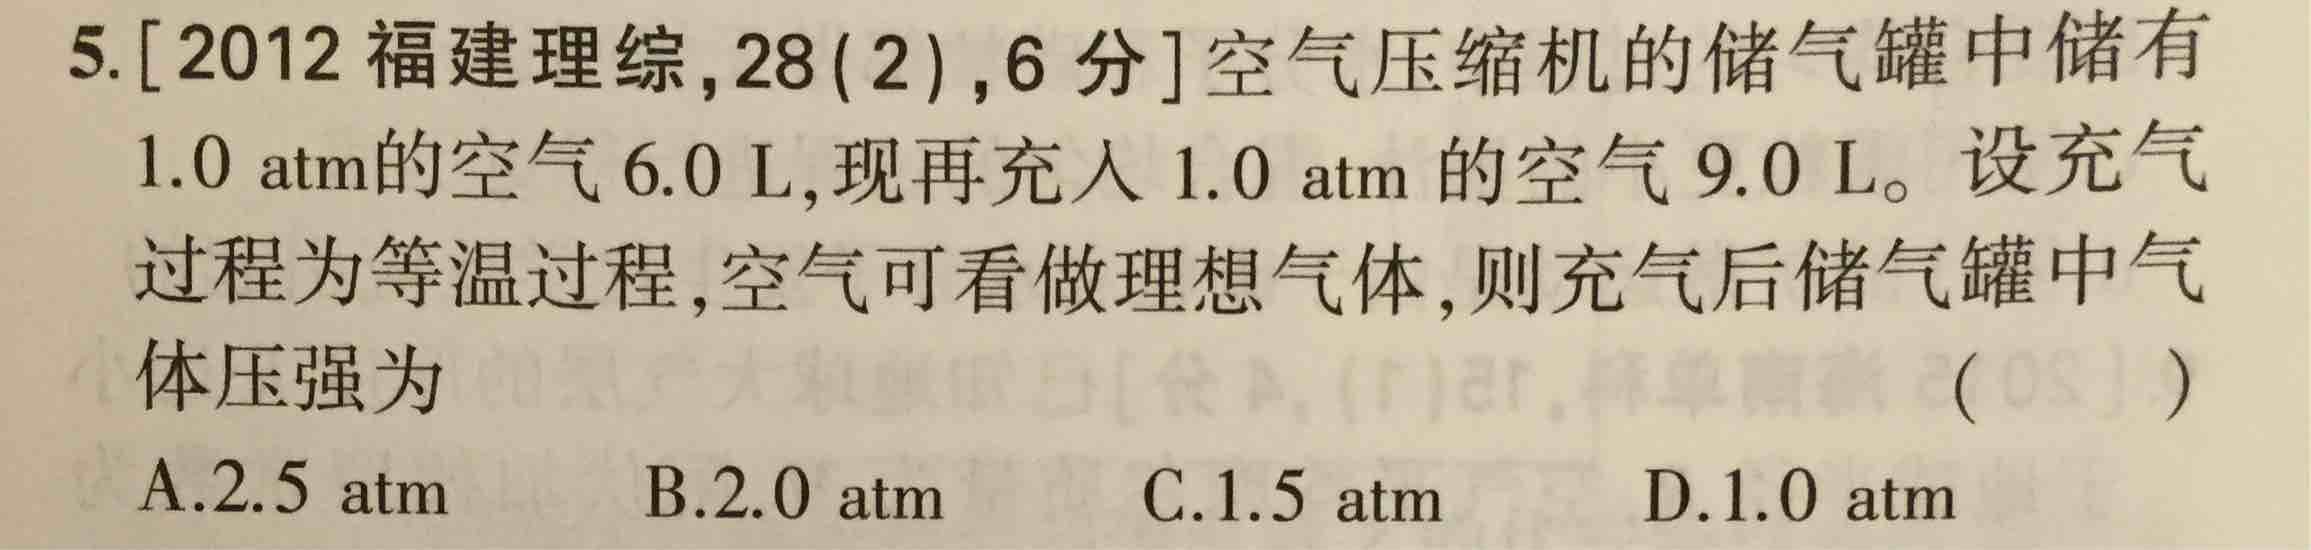 5.[2012 福建理综,28(2),6 分]空气压缩机的储气罐中储有
1.0 atm的空气 6.0 L,现再充入 1.0 atm 的空气 9.0 L。设充气
过程为等温过程,空气可看做理想气体,则充气后储气罐中气
体压强为 ( )
A.2.5 atm B.2.0 atm C.1.5 atm D.1.0 atm